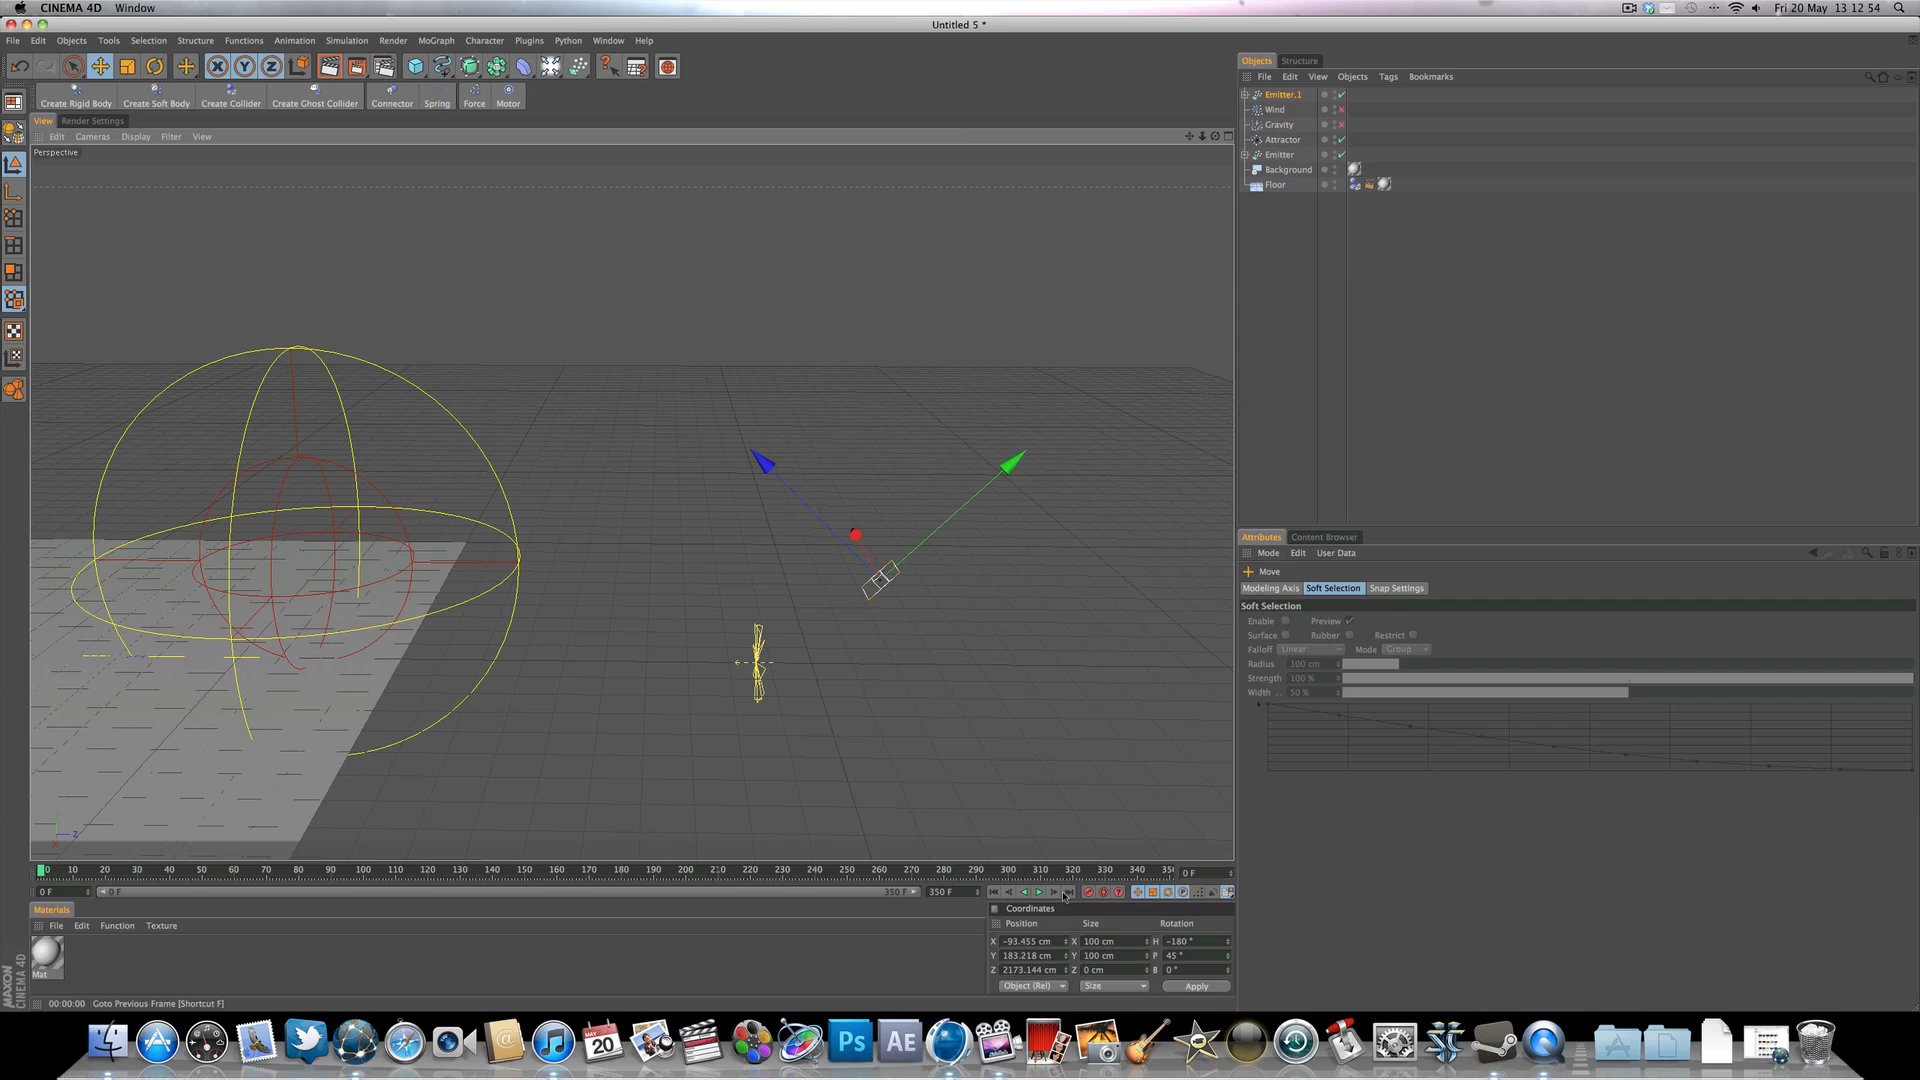 CINEMA 4D Window Fri 20 May 13 12 54
Untitled 5 *
File Edit Objects Tools Selection Structure Functions Animation Simulation Render MoGraph Character Plugins Python Window Help
Create Rigid Body Create Soft Body Create Collider Create Ghost Collider Connector Spring Force Motor
View Render Settings
Edit Cameras Display Filter View
Perspective
Objects Structure
File Edit View Objects Tags Bookmarks
Emitter.1
Wind
Gravity
Attractor
Emitter
Background
Floor
Attributes Content Browser
Mode Edit User Data
Move
Modeling Axis Soft Selection Snap Settings
Soft Selection
Enable Preview
Surface Rubber Restrict
Falloff Linear Mode Group
Radius 100 cm
Strength 100 %
Width . . 50 %
Y
Z
X
0 10 20 30 40 50 60 70 80 90 100 110 120 130 140 150 160 170 180 190 200 210 220 230 240 250 260 270 280 290 300 310 320 330 340 35 0 F
0 F 0 F 350 F 350 F
Materials
File Edit Function Texture
Mat
Coordinates
Position Size Rotation
X -93.455 cm X 100 cm H -180 °
Y 183.218 cm Y 100 cm P 45 °
Z 2173.144 cm Z 0 cm B 0 °
Object (Rel) Size Apply
MAXON
CINEMA 4D
00:00:00 Goto Previous Frame [Shortcut F]
MAY
20
Ps AE